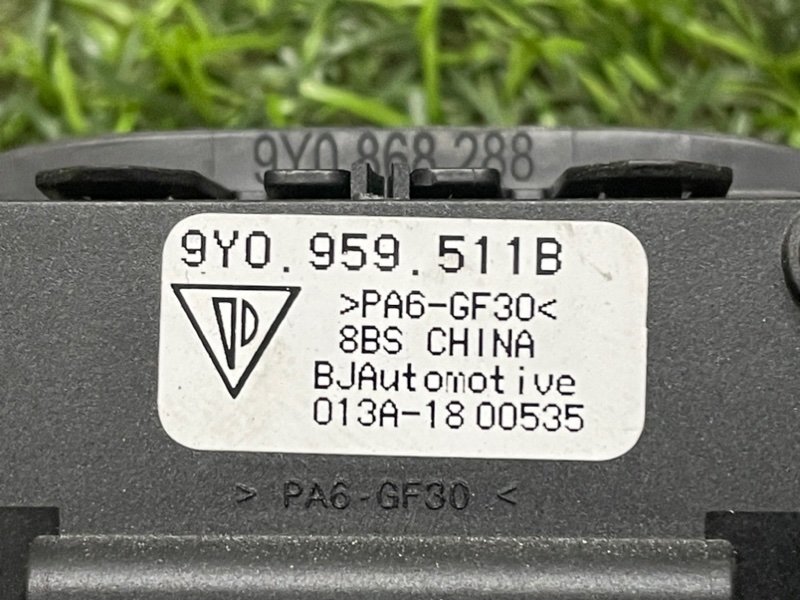 9Y0 868 288
9Y0.959.511B
>PA6-GF30<
8BS CHINA
BJAutomotive
013A-18 00535
> PA6-GF30 <